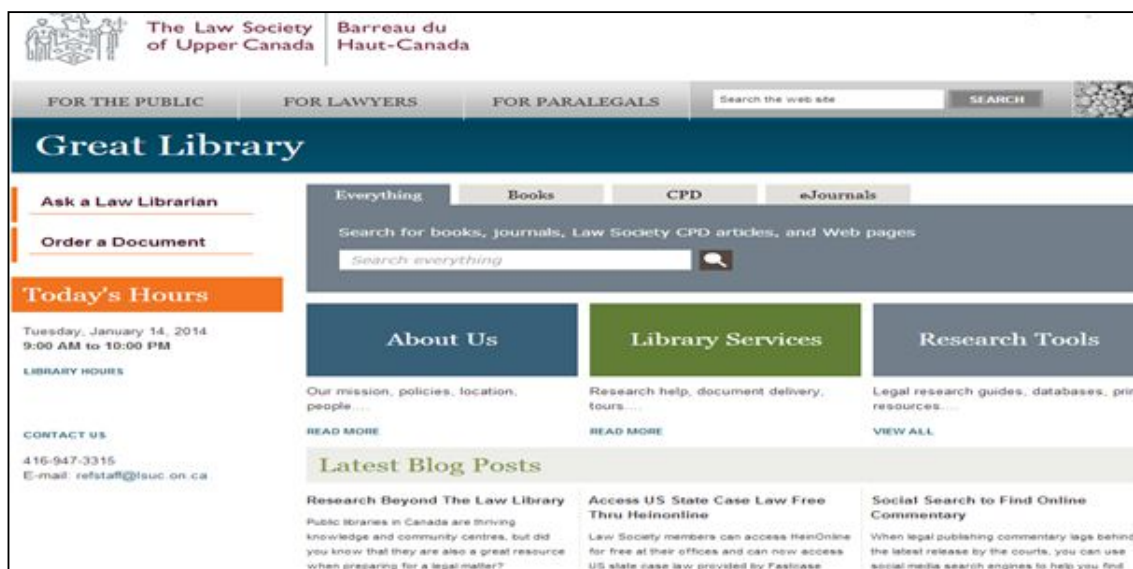 The Law Society
of Upper Canada
Barreau du
Haut-Canada
FOR THE PUBLIC
FOR LAWYERS
FOR PARALEGALS
Search the web site
SEARCH
Great Library
Ask a Law Librarian
Order a Document
Today's Hours
Tuesday, January 14, 2014
9:00 AM to 10:00 PM
LIBRARY HOURS
CONTACT US
416-947-3315
E-mail: refstaff@lsuc.on.ca
Everything
Books
CPD
eJournals
Search for books, journals, Law Society CPD articles, and Web pages
Search everything
About Us
Our mission, policies, location,
people....
READ MORE
Library Services
Research help, document delivery,
tours....
READ MORE
Research Tools
Legal research guides, databases, prin
resources....
VIEW ALL
Latest Blog Posts
Research Beyond The Law Library
Public libraries in Canada are thriving
knowledge and community centres, but did
you know that they are also a great resource
when preparing for a legal matter?
Access US State Case Law Free
Thru Heinonline
Law Society members can access HeinOnline
for free at their offices and can now access
US state case law provided by Fastcase
Social Search to Find Online
Commentary
When legal publishing commentary lags behind
the latest release by the courts, you can use
social media search engines to help you find